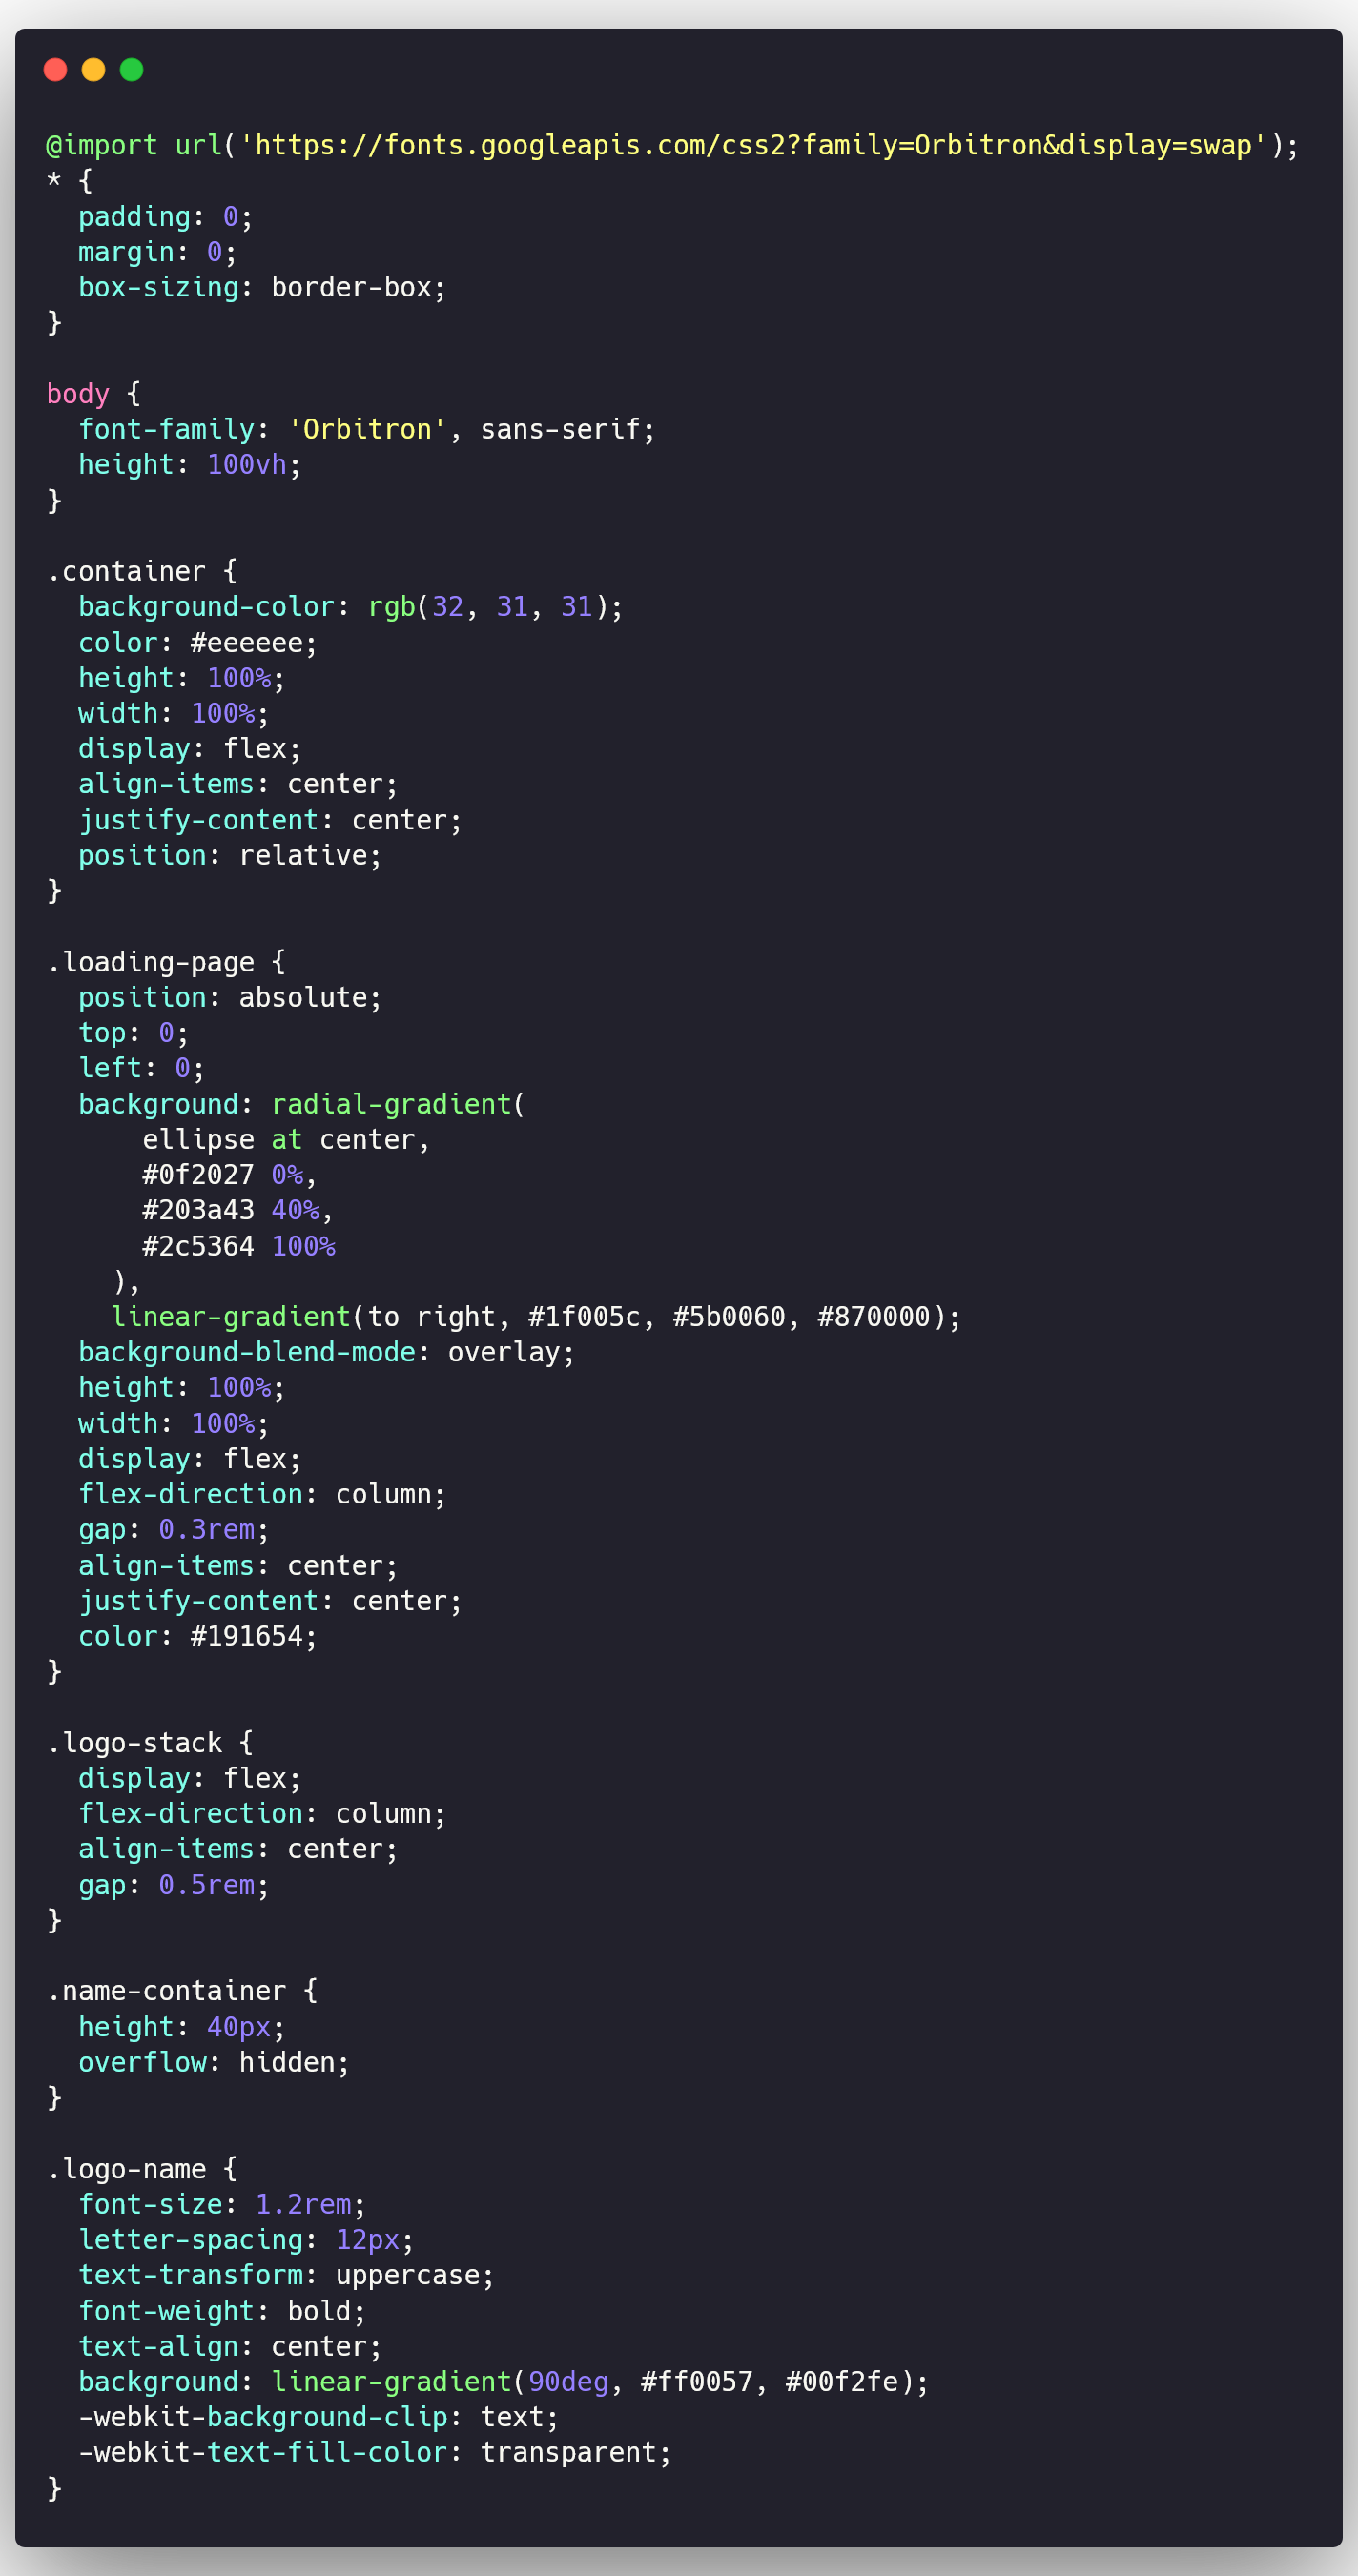 @import url('https://fonts.googleapis.com/css2?family=Orbitron&display=swap');
* {
  padding: 0;
  margin: 0;
  box-sizing: border-box;
}

body {
  font-family: 'Orbitron', sans-serif;
  height: 100vh;
}

.container {
  background-color: rgb(32, 31, 31);
  color: #eeeeee;
  height: 100%;
  width: 100%;
  display: flex;
  align-items: center;
  justify-content: center;
  position: relative;
}

.loading-page {
  position: absolute;
  top: 0;
  left: 0;
  background: radial-gradient(
      ellipse at center,
      #0f2027 0%,
      #203a43 40%,
      #2c5364 100%
    ),
    linear-gradient(to right, #1f005c, #5b0060, #870000);
  background-blend-mode: overlay;
  height: 100%;
  width: 100%;
  display: flex;
  flex-direction: column;
  gap: 0.3rem;
  align-items: center;
  justify-content: center;
  color: #191654;
}

.logo-stack {
  display: flex;
  flex-direction: column;
  align-items: center;
  gap: 0.5rem;
}

.name-container {
  height: 40px;
  overflow: hidden;
}

.logo-name {
  font-size: 1.2rem;
  letter-spacing: 12px;
  text-transform: uppercase;
  font-weight: bold;
  text-align: center;
  background: linear-gradient(90deg, #ff0057, #00f2fe);
  -webkit-background-clip: text;
  -webkit-text-fill-color: transparent;
}